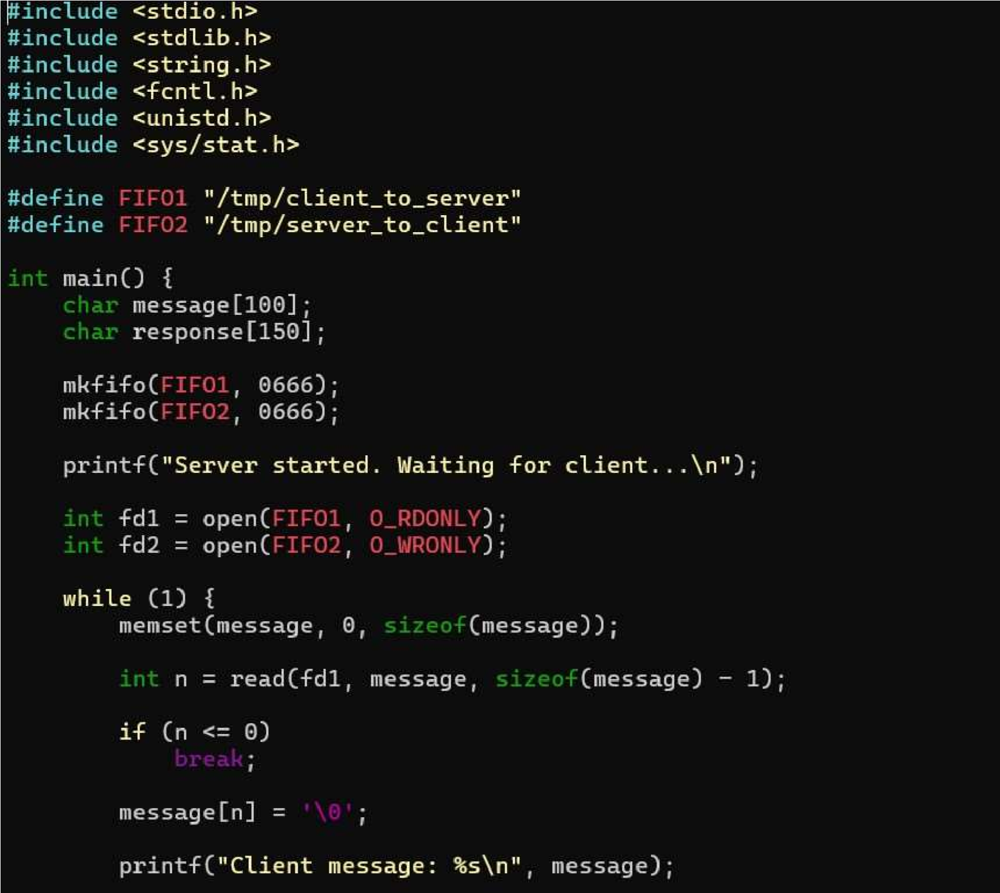 #include <stdio.h>
#include <stdlib.h>
#include <string.h>
#include <fcntl.h>
#include <unistd.h>
#include <sys/stat.h>

#define FIFO1 "/tmp/client_to_server"
#define FIFO2 "/tmp/server_to_client"

int main() {
    char message[100];
    char response[150];

    mkfifo(FIFO1, 0666);
    mkfifo(FIFO2, 0666);

    printf("Server started. Waiting for client...\n");

    int fd1 = open(FIFO1, O_RDONLY);
    int fd2 = open(FIFO2, O_WRONLY);

    while (1) {
        memset(message, 0, sizeof(message));

        int n = read(fd1, message, sizeof(message) - 1);

        if (n <= 0)
            break;

        message[n] = '\0';

        printf("Client message: %s\n", message);